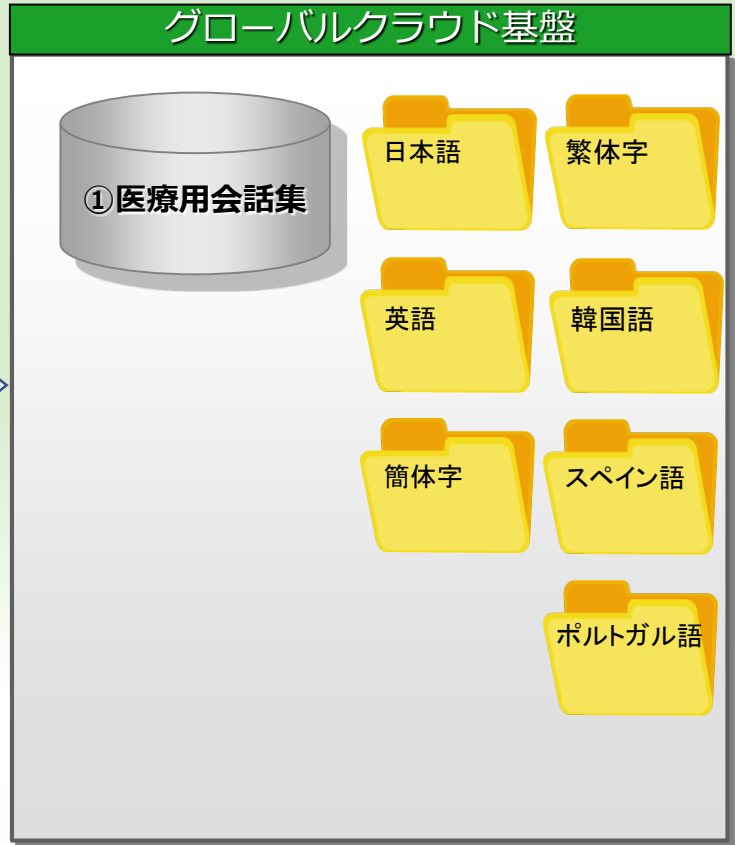 グローバルクラウド基盤
①医療用会話集
日本語
繁体字
英語
韓国語
簡体字
スペイン語
ポルトガル語